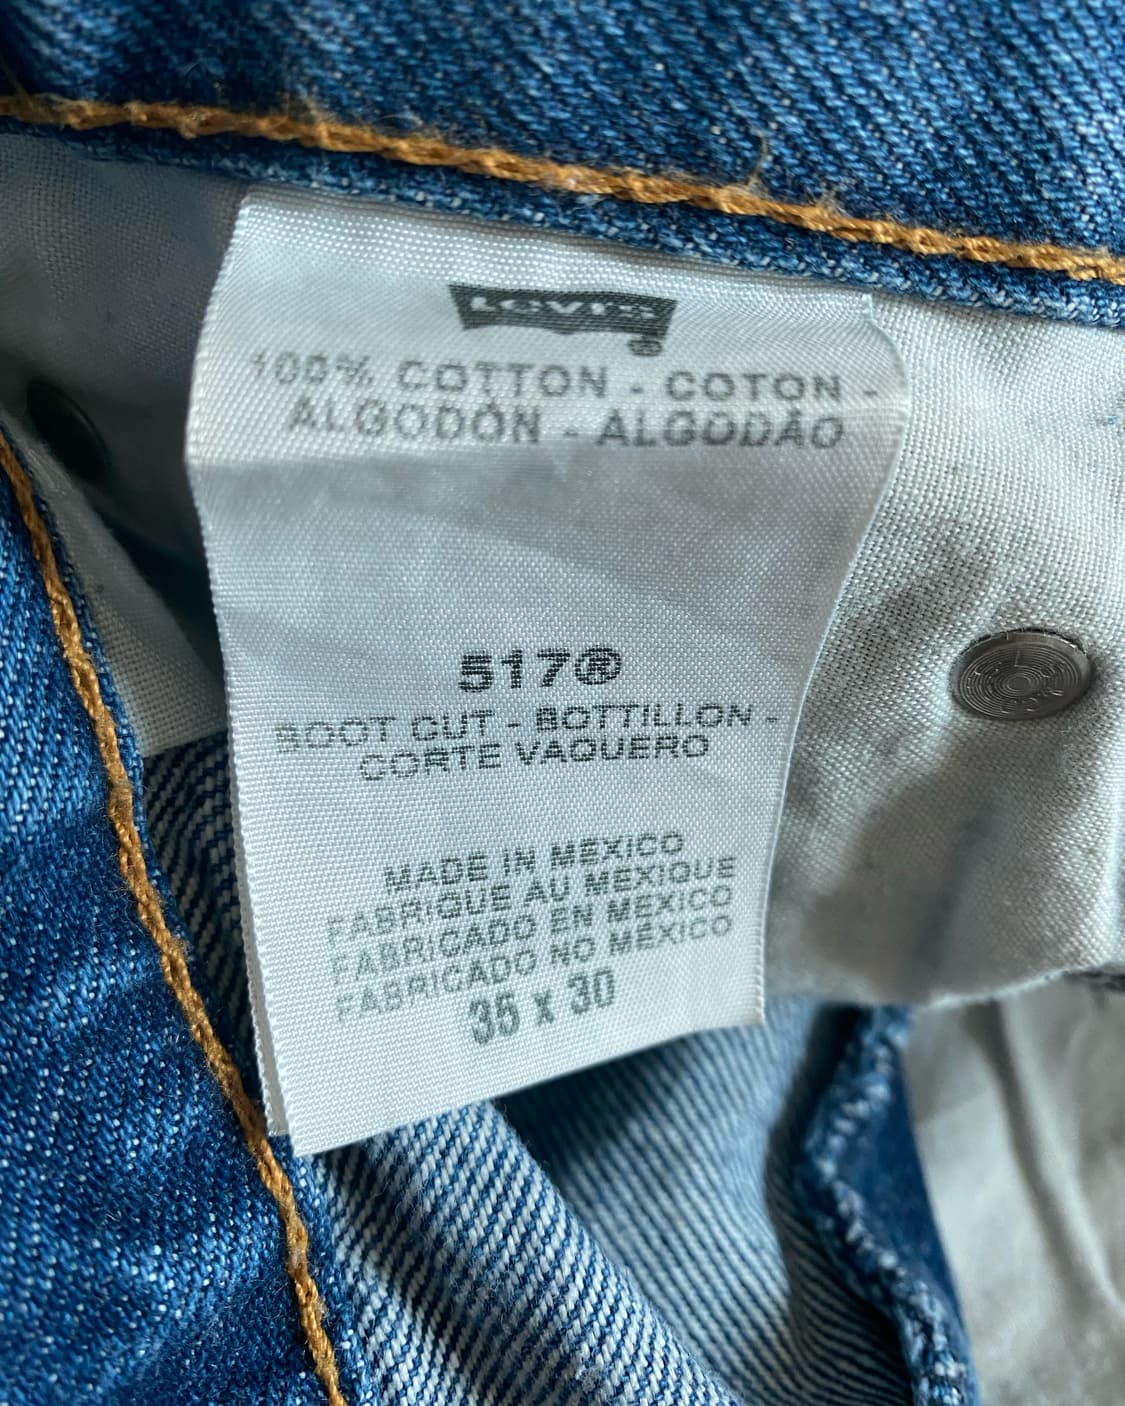 LEVI'S
®
100% COTTON - COTON -
ALGODÓN - ALGODÃO
517®
BOOT CUT - BOTTILLON -
CORTE VAQUERO
MADE IN MEXICO
FABRIQUE AU MEXIQUE
FABRICADO EN MÉXICO
FABRICADO NO MÉXICO
35 x 30